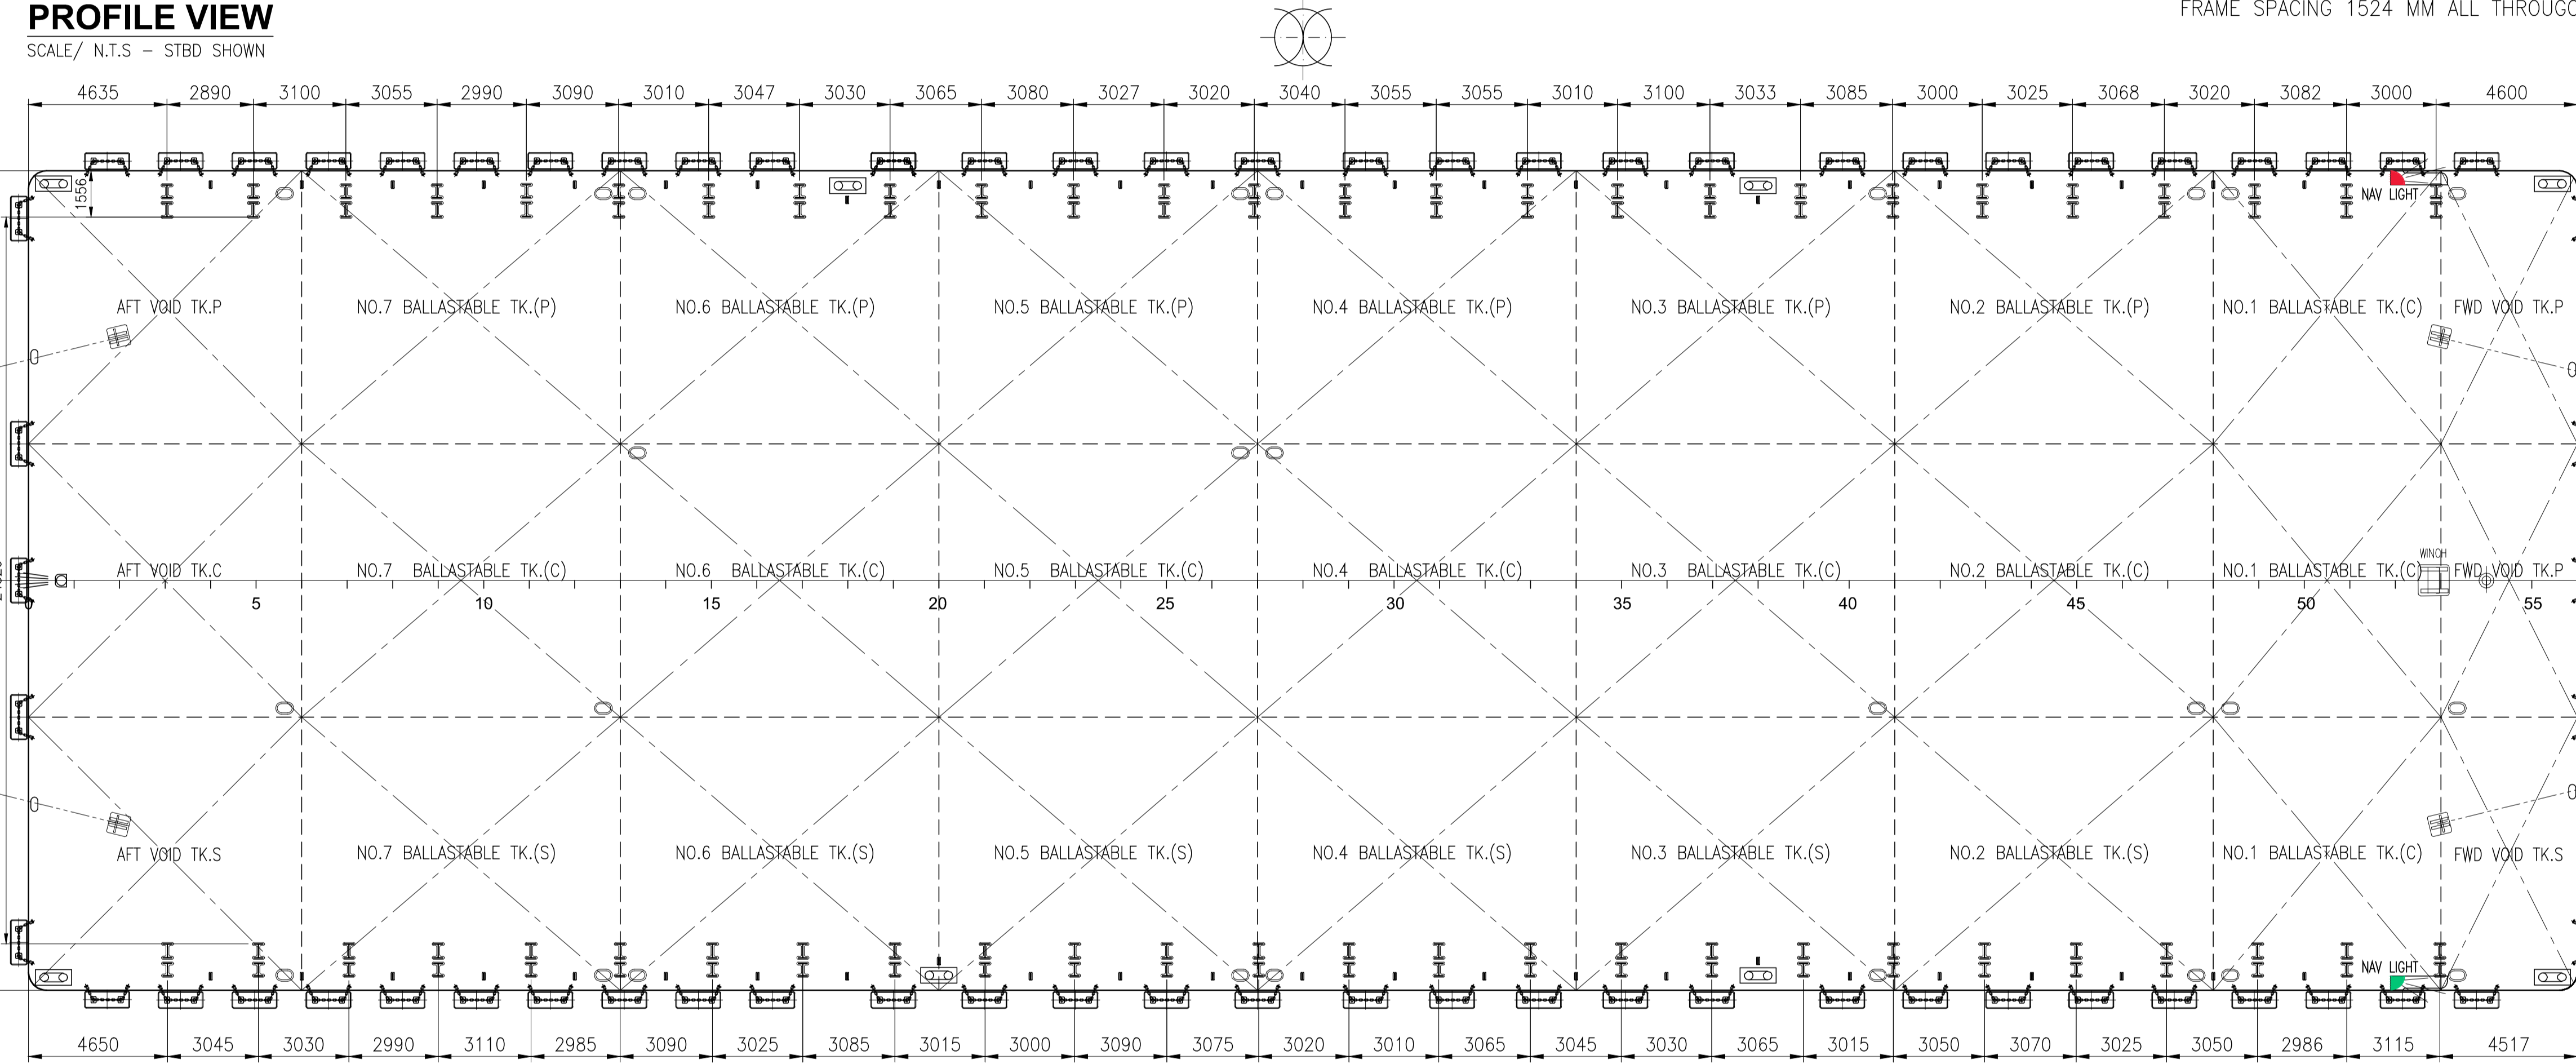 PROFILE VIEW
SCALE/ N.T.S – STBD SHOWN
FRAME SPACING 1524 MM ALL THROUGO
4635 2890 3100 3055 2990 3090 3010 3047 3030 3065 3080 3027 3020 3040 3055 3055 3010 3100 3033 3085 3000 3025 3068 3020 3082 3000 4600
1556
NAV LIGHT
AFT VOID TK.P NO.7 BALLASTABLE TK.(P) NO.6 BALLASTABLE TK.(P) NO.5 BALLASTABLE TK.(P) NO.4 BALLASTABLE TK.(P) NO.3 BALLASTABLE TK.(P) NO.2 BALLASTABLE TK.(P) NO.1 BALLASTABLE TK.(C) FWD VOID TK.P
WINCH
AFT VOID TK.C NO.7 BALLASTABLE TK.(C) NO.6 BALLASTABLE TK.(C) NO.5 BALLASTABLE TK.(C) NO.4 BALLASTABLE TK.(C) NO.3 BALLASTABLE TK.(C) NO.2 BALLASTABLE TK.(C) NO.1 BALLASTABLE TK.(C) FWD VOID TK.P
0 5 10 15 20 25 30 35 40 45 50 55
AFT VOID TK.S NO.7 BALLASTABLE TK.(S) NO.6 BALLASTABLE TK.(S) NO.5 BALLASTABLE TK.(S) NO.4 BALLASTABLE TK.(S) NO.3 BALLASTABLE TK.(S) NO.2 BALLASTABLE TK.(S) NO.1 BALLASTABLE TK.(C) FWD VOID TK.S
NAV LIGHT
4650 3045 3030 2990 3110 2985 3090 3025 3085 3015 3000 3090 3075 3020 3010 3065 3045 3030 3065 3015 3050 3070 3025 3050 2986 3115 4517